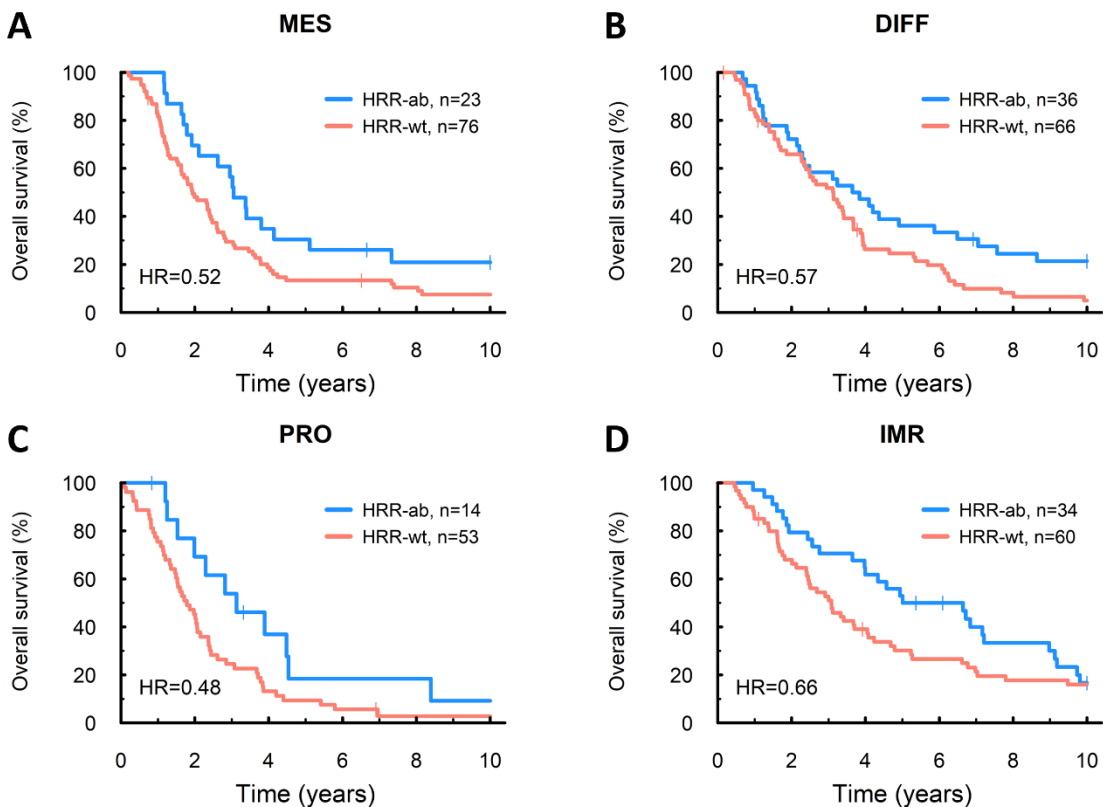 A
MES
Overall survival (%)
100
80
60
40
20
0
HRR-ab, n=23
HRR-wt, n=76
HR=0.52
0 2 4 6 8 10
Time (years)
B
DIFF
Overall survival (%)
100
80
60
40
20
0
HRR-ab, n=36
HRR-wt, n=66
HR=0.57
0 2 4 6 8 10
Time (years)
C
PRO
Overall survival (%)
100
80
60
40
20
0
HRR-ab, n=14
HRR-wt, n=53
HR=0.48
0 2 4 6 8 10
Time (years)
D
IMR
Overall survival (%)
100
80
60
40
20
0
HRR-ab, n=34
HRR-wt, n=60
HR=0.66
0 2 4 6 8 10
Time (years)